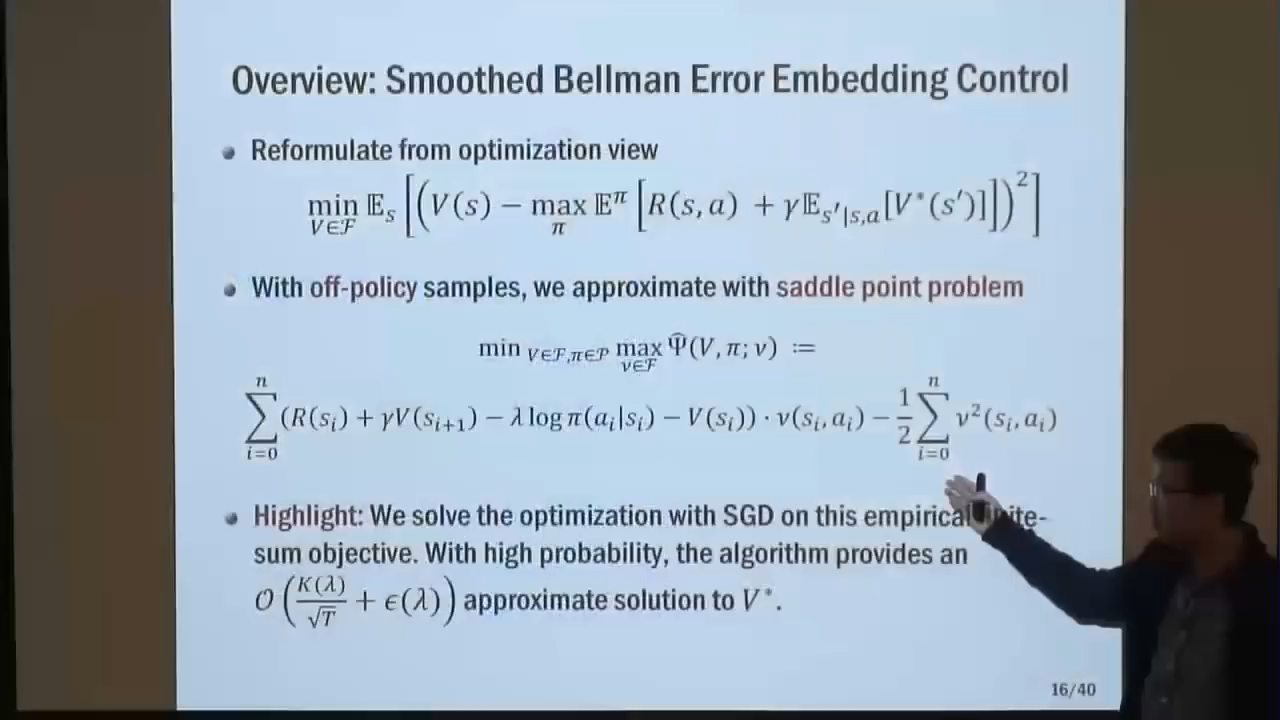 Overview: Smoothed Bellman Error Embedding Control
Reformulate from optimization view
min_{V∈ℱ} 𝔼_s [(V(s) − max_π 𝔼^π [R(s,a) + γ𝔼_{s′|s,a}[V*(s′)]])²]
With off-policy samples, we approximate with saddle point problem
min_{V∈ℱ,π∈𝒫} max_{ν∈ℱ} Ψ̂(V, π; ν) :=
∑_{i=0}^{n} (R(s_i) + γV(s_{i+1}) − λ log π(a_i|s_i) − V(s_i)) · ν(s_i, a_i) − 1/2 ∑_{i=0}^{n} ν²(s_i, a_i)
Highlight: We solve the optimization with SGD on this empirical
sum objective. With high probability, the algorithm provides an
𝒪(K(λ)/√T + ϵ(λ)) approximate solution to V*.
16/40